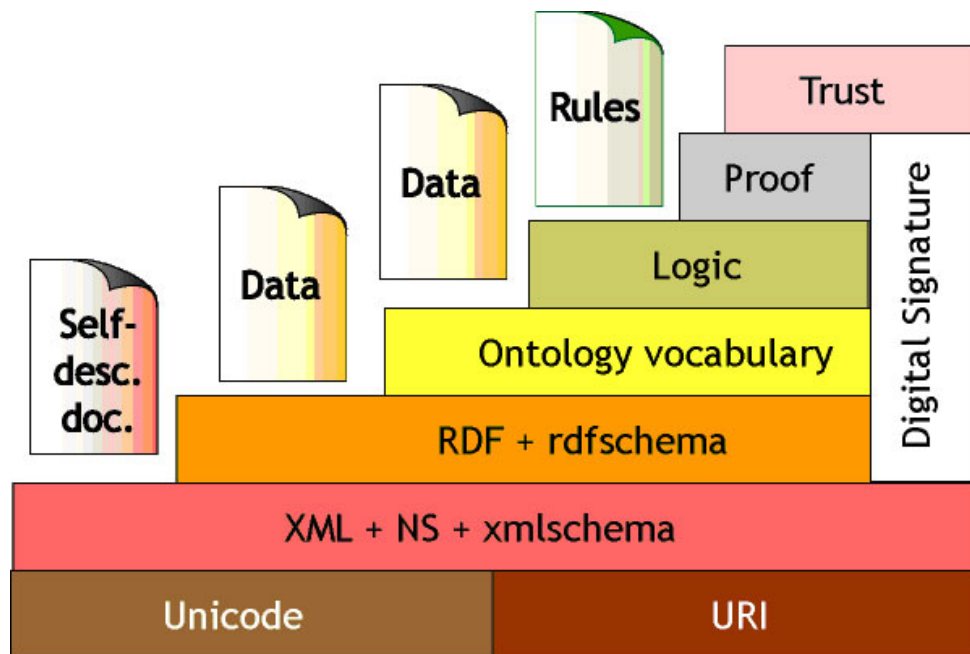 Rules
Trust
Data
Proof
Data
Logic
Digital Signature
Self-
desc.
doc.
Ontology vocabulary
RDF + rdfschema
XML + NS + xmlschema
Unicode
URI